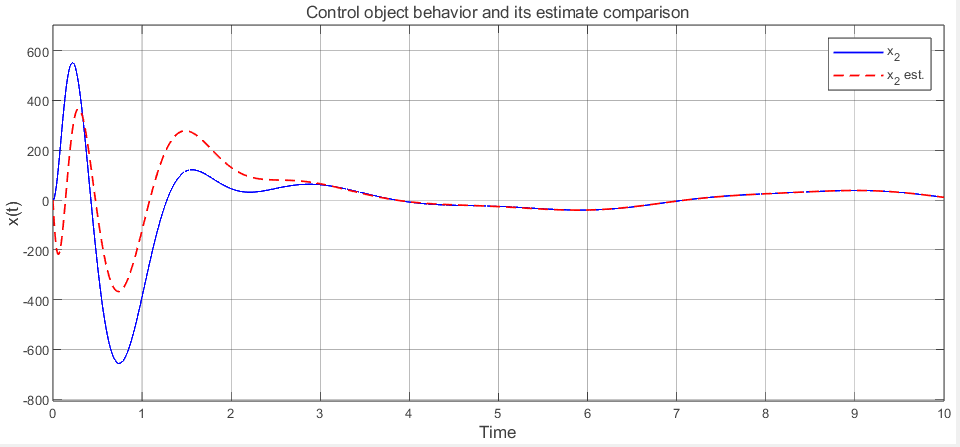 Control object behavior and its estimate comparison
x(t)
600
400
200
0
-200
-400
-600
-800
x2
x2 est.
0 1 2 3 4 5 6 7 8 9 10
Time